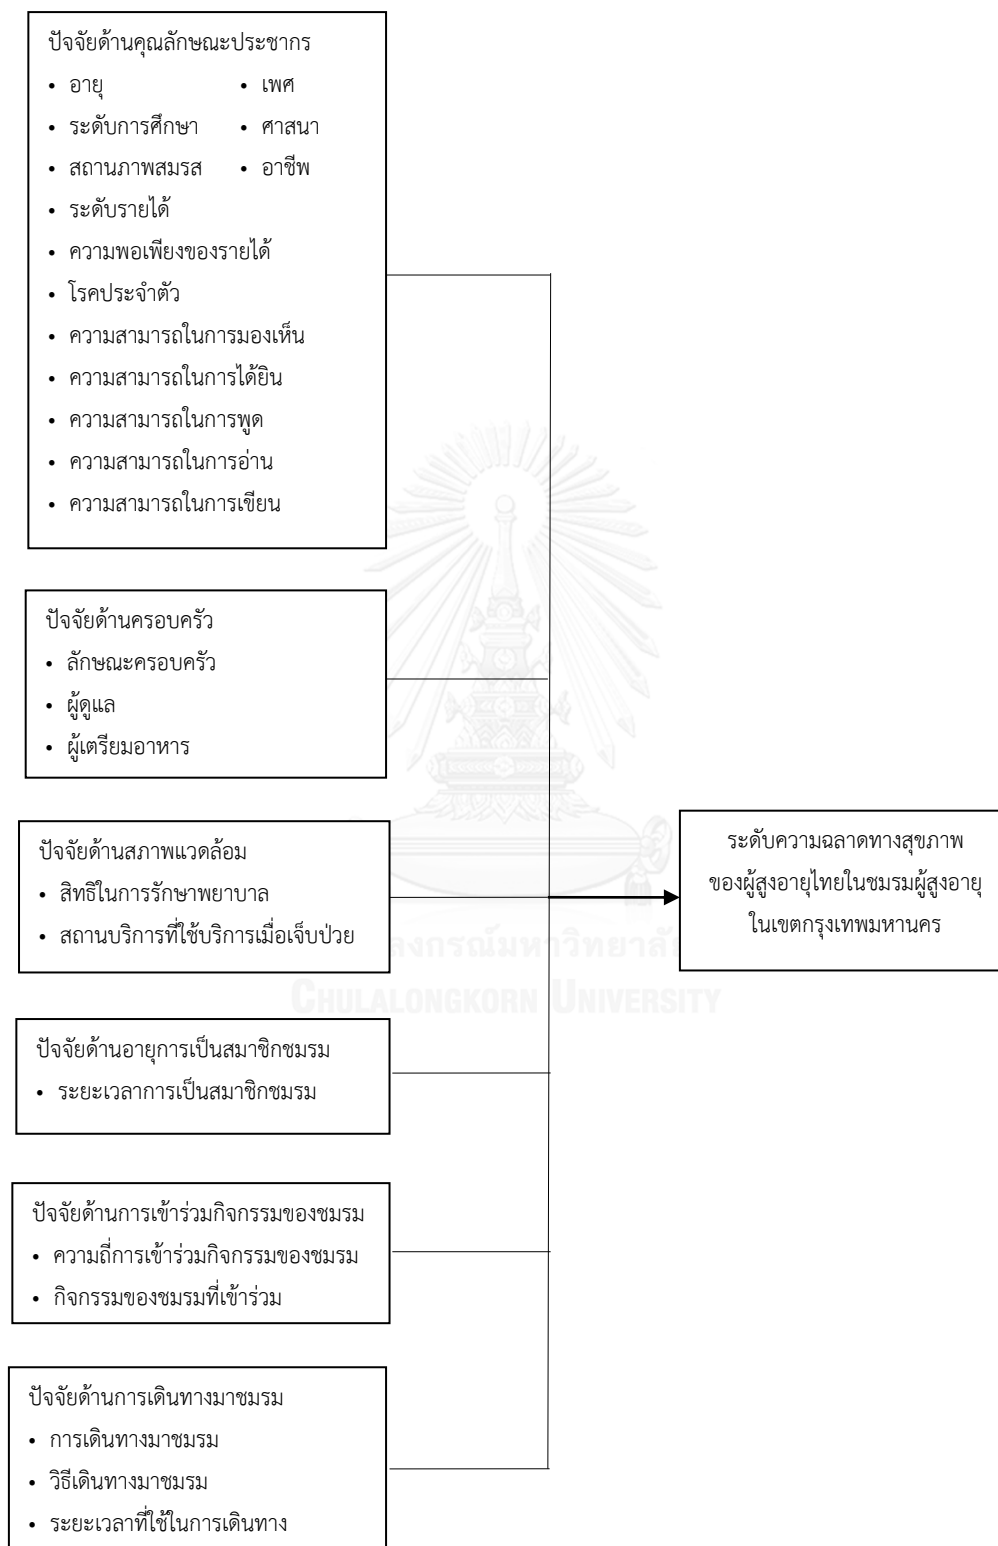 ปัจจัยด้านคุณลักษณะประชากร
• อายุ • เพศ
• ระดับการศึกษา • ศาสนา
• สถานภาพสมรส • อาชีพ
• ระดับรายได้
• ความพอเพียงของรายได้
• โรคประจำตัว
• ความสามารถในการมองเห็น
• ความสามารถในการได้ยิน
• ความสามารถในการพูด
• ความสามารถในการอ่าน
• ความสามารถในการเขียน
ปัจจัยด้านครอบครัว
• ลักษณะครอบครัว
• ผู้ดูแล
• ผู้เตรียมอาหาร
ปัจจัยด้านสภาพแวดล้อม
• สิทธิในการรักษาพยาบาล
• สถานบริการที่ใช้บริการเมื่อเจ็บป่วย
ปัจจัยด้านอายุการเป็นสมาชิกชมรม
• ระยะเวลาการเป็นสมาชิกชมรม
ปัจจัยด้านการเข้าร่วมกิจกรรมของชมรม
• ความถี่การเข้าร่วมกิจกรรมของชมรม
• กิจกรรมของชมรมที่เข้าร่วม
ปัจจัยด้านการเดินทางมาชมรม
• การเดินทางมาชมรม
• วิธีเดินทางมาชมรม
• ระยะเวลาที่ใช้ในการเดินทาง
ระดับความฉลาดทางสุขภาพ
ของผู้สูงอายุไทยในชมรมผู้สูงอายุ
ในเขตกรุงเทพมหานคร
ลงกรณ์มหาวิทยาลั
CHULALONGKORN UNIVERSITY